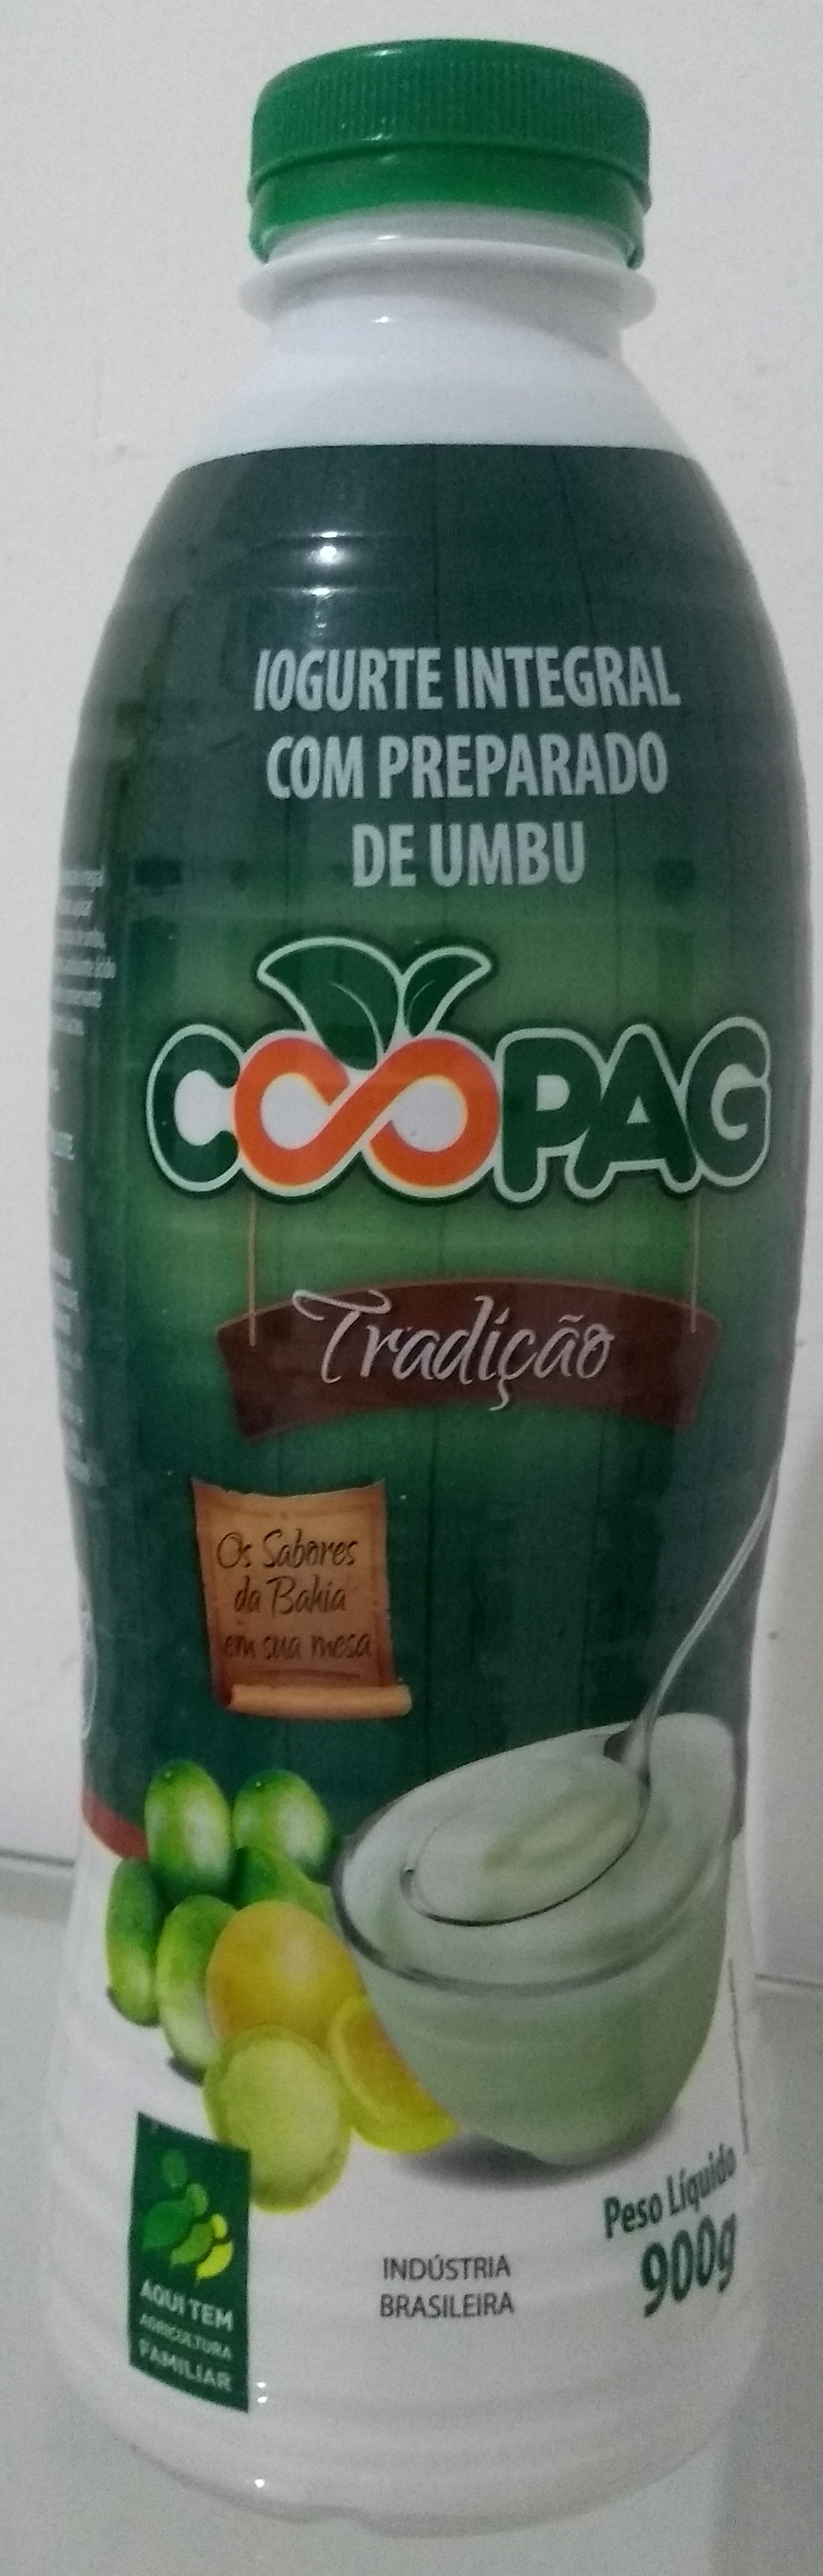 IOGURTE INTEGRAL
COM PREPARADO
DE UMBU
COOPAG
Tradição
Os Sabores
da Bahia
em sua mesa
Peso Líquido
900g
INDÚSTRIA
BRASILEIRA
AQUI TEM
AGRICULTURA
FAMILIAR